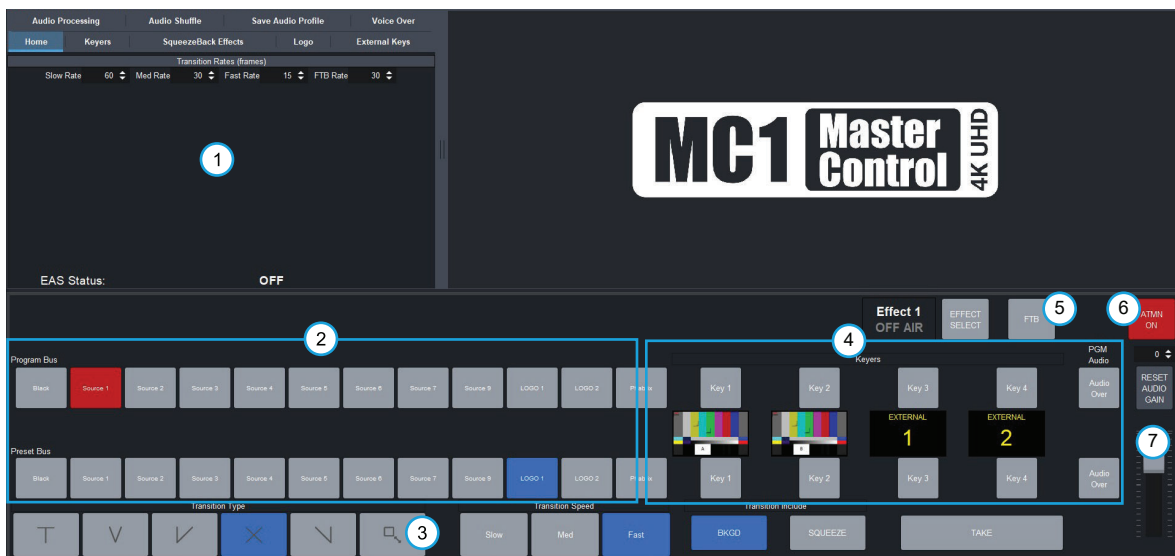 Audio Processing Audio Shuffle Save Audio Profile Voice Over
Home Keyers SqueezeBack Effects Logo External Keys
Transition Rates (frames)
Slow Rate 60 Med Rate 30 Fast Rate 15 FTB Rate 30
1
EAS Status: OFF
MC1 Master Control 4K UHD
2
Program Bus
Black Source 1 Source 2 Source 3 Source 4 Source 5 Source 6 Source 7 Source 9 LOGO 1 LOGO 2
Preset Bus
Black Source 1 Source 2 Source 3 Source 4 Source 5 Source 6 Source 7 Source 9 LOGO 1 LOGO 2
Effect 1
OFF AIR
EFFECT SELECT
FTB
5
6
ATMN ON
4
Keyers
PGM Audio
0
Key 1 Key 2 Key 3 Key 4 Audio Over
RESET AUDIO GAIN
A
B
EXTERNAL
1
EXTERNAL
2
7
Key 1 Key 2 Key 3 Key 4 Audio Over
Transition Type
3
Transition Speed
Slow Med Fast
Transition Include
BKGD SQUEEZE TAKE